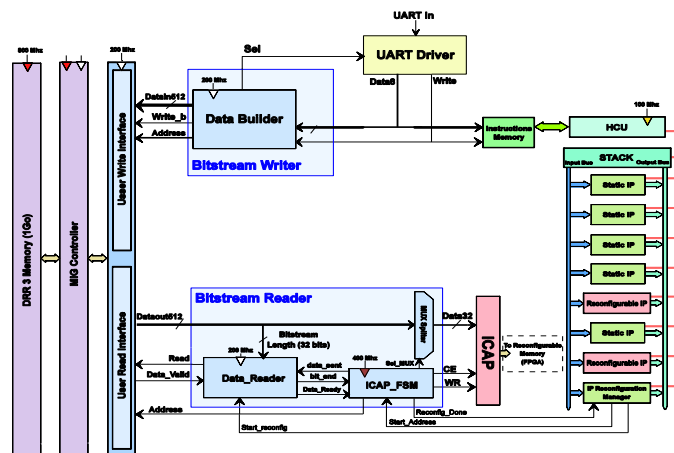 UART In
800 Mhz
200 Mhz
Sel
UART Driver
200 Mhz
Data8
Write
DataIn512
Write_b
Address
Data Builder
Bitstream Writer
Instructions
Memory
100 Mhz
HCU
STACK
Input Bus
Output Bus
Static IP
Static IP
Static IP
Static IP
Reconfigurable IP
Static IP
Reconfigurable IP
IP Reconfiguration
Manager
DRR 3 Memory (1Go)
MIG Controller
Usser Write Interface
User Read Interface
Bitstream Reader
Dataout512
MUX Spliter
Data32
Bitstream
Length (32 bits)
ICAP
To Reconfigurable
Memory
(FPGA)
Read
200 Mhz
data_sent
400 Mhz
Sel_MUX
Data_Valid
Data_Reader
bit_end
Data_Ready
ICAP_FSM
CE
WR
Address
Reconfig_Done
Start_Address
Start_reconfig